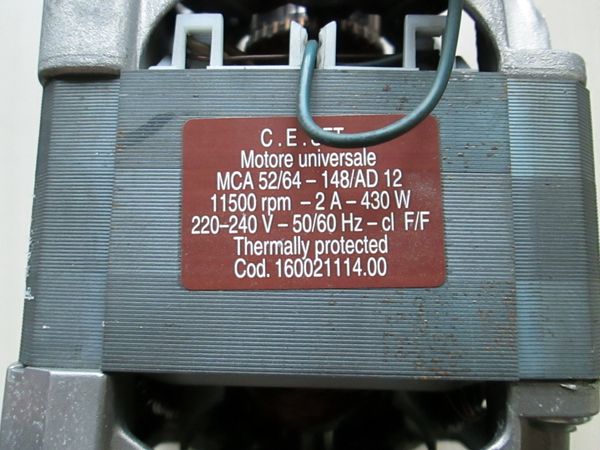 Motore universale
MCA 52/64 – 148/AD 12
11500 rpm – 2 A – 430 W
220–240 V – 50/60 Hz – cl F/F
Thermally protected
Cod. 160021114.00